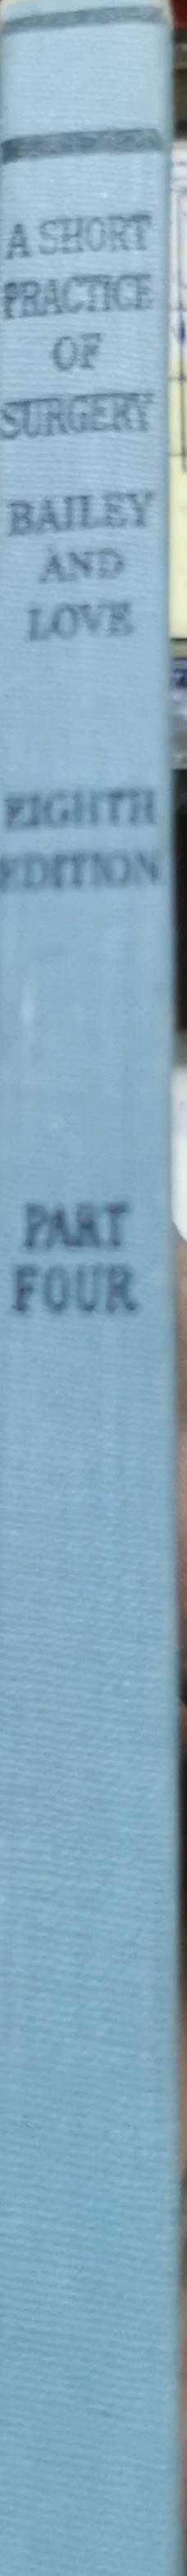 A SHORT
PRACTICE
OF
SURGERY
BAILEY
AND
LOVE
EIGHTH
EDITION
PART
FOUR